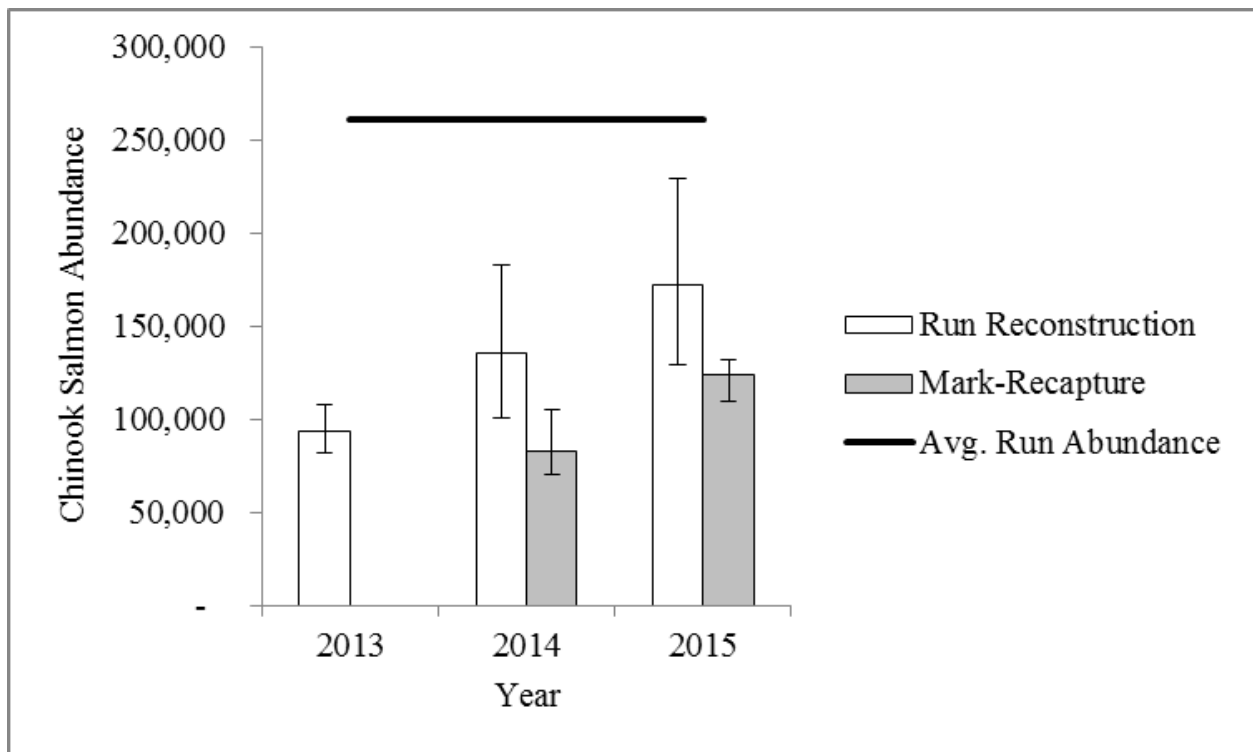 Chinook Salmon Abundance
300,000
250,000
200,000
150,000
100,000
50,000
-
2013 2014 2015
Year
Run Reconstruction
Mark-Recapture
Avg. Run Abundance